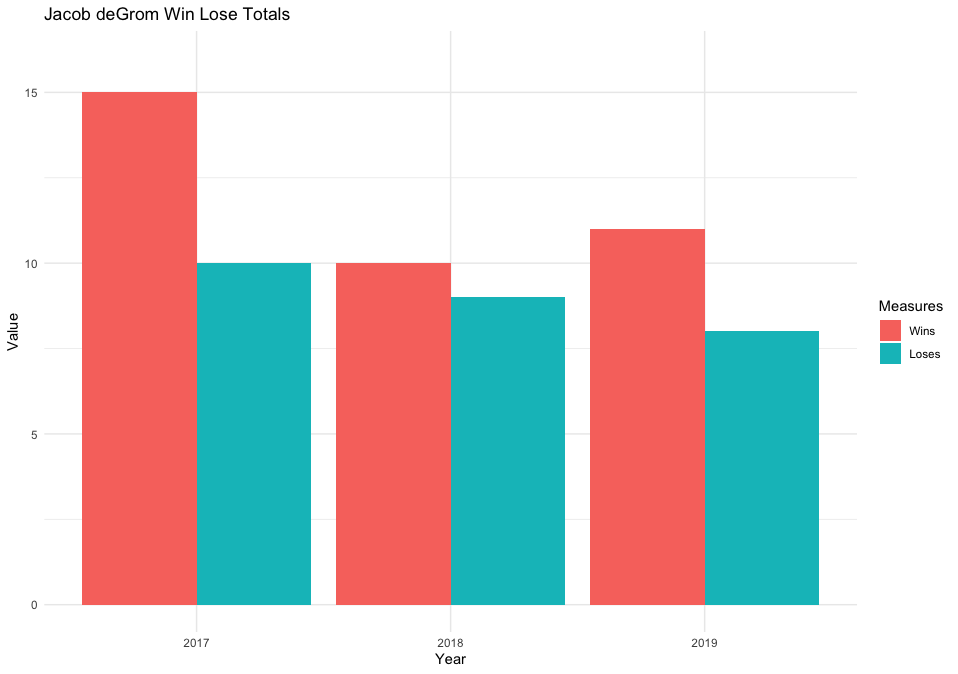 Jacob deGrom Win Lose Totals
15
10
5
0
Value
2017
2018
2019
Year
Measures
Wins
Loses